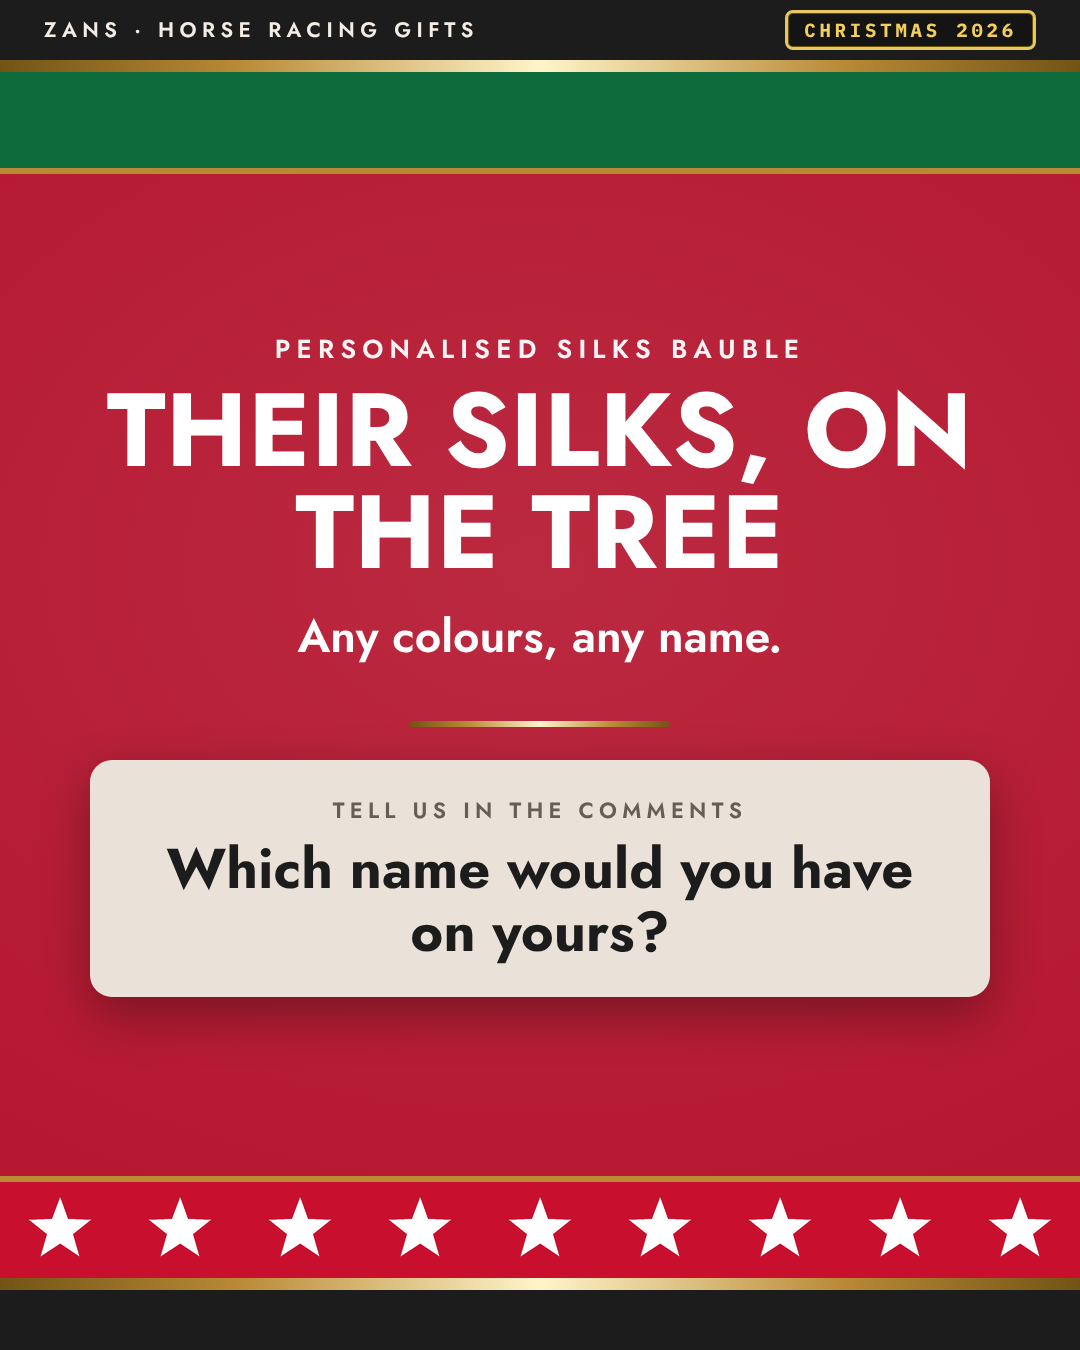 ZANS · HORSE RACING GIFTS
CHRISTMAS 2026
PERSONALISED SILKS BAUBLE
THEIR SILKS, ON
THE TREE
Any colours, any name.
TELL US IN THE COMMENTS
Which name would you have
on yours?